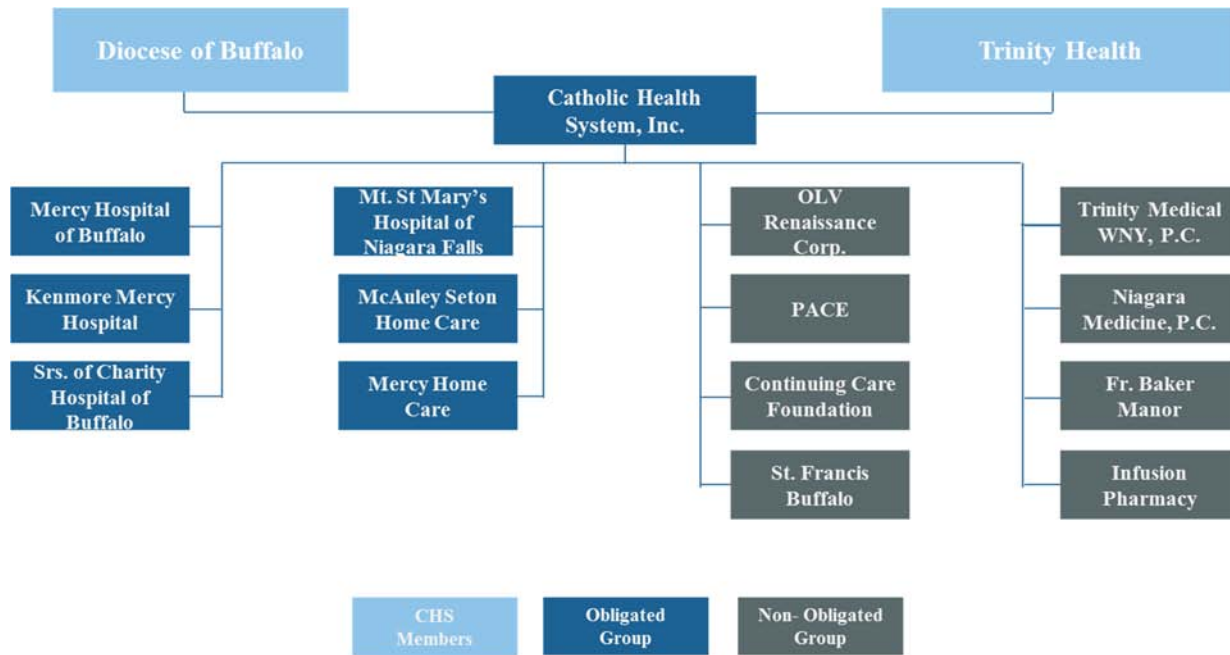 Diocese of Buffalo
Trinity Health
Catholic Health
System, Inc.
Mercy Hospital
of Buffalo
Kenmore Mercy
Hospital
Srs. of Charity
Hospital of
Buffalo
Mt. St Mary's
Hospital of
Niagara Falls
McAuley Seton
Home Care
Mercy Home
Care
OLV
Renaissance
Corp.
PACE
Continuing Care
Foundation
St. Francis
Buffalo
Trinity Medical
WNY, P.C.
Niagara
Medicine, P.C.
Fr. Baker
Manor
Infusion
Pharmacy
CHS
Members
Obligated
Group
Non- Obligated
Group